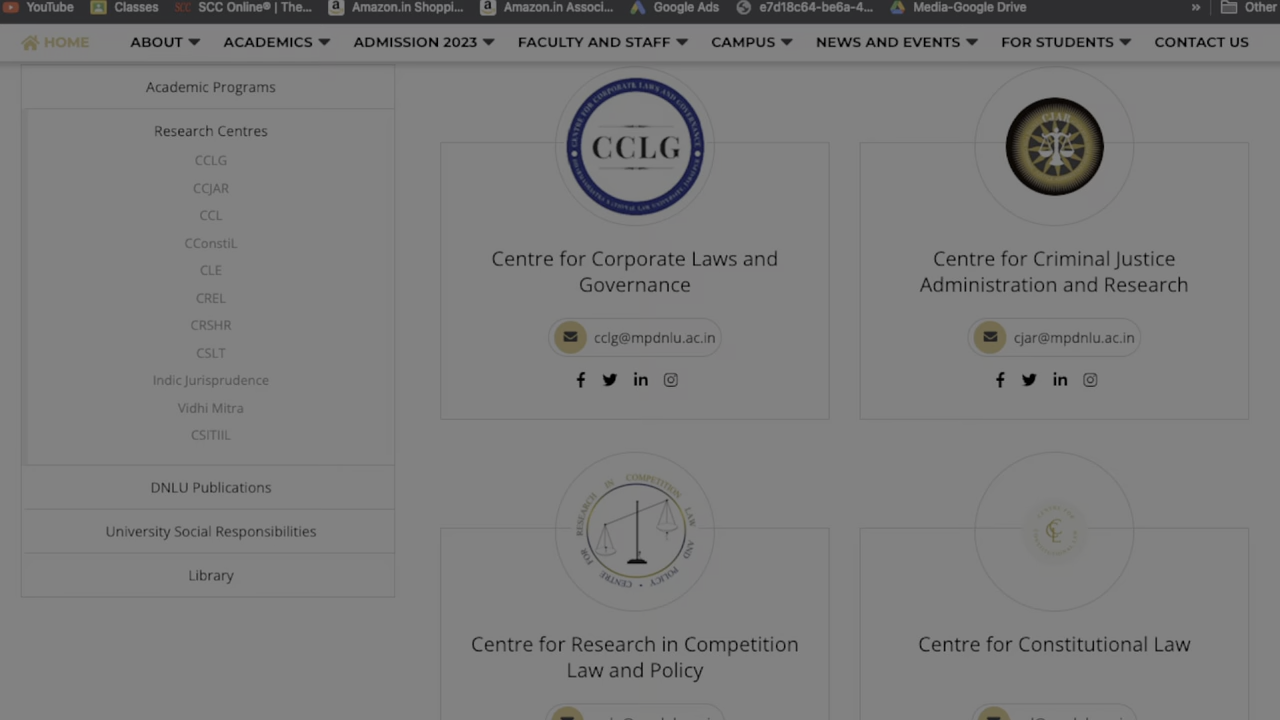 YouTube Classes SCC Online® | The... Amazon.in Shoppi... Amazon.in Associ... Google Ads e7d18c64-be6a-4... Media-Google Drive » Other
HOME ABOUT ACADEMICS ADMISSION 2023 FACULTY AND STAFF CAMPUS NEWS AND EVENTS FOR STUDENTS CONTACT US
Academic Programs
Research Centres
CCLG
CCJAR
CCL
CConstiL
CLE
CREL
CRSHR
CSLT
Indic Jurisprudence
Vidhi Mitra
CSITIIL
DNLU Publications
University Social Responsibilities
Library
CENTRE FOR CORPORATE LAWS AND GOVERNANCE
CCLG
Centre for Corporate Laws and
Governance
cclg@mpdnlu.ac.in
CJAR
Centre for Criminal Justice
Administration and Research
cjar@mpdnlu.ac.in
CENTRE FOR RESEARCH IN COMPETITION LAW AND POLICY
Centre for Research in Competition
Law and Policy
Centre for Constitutional Law